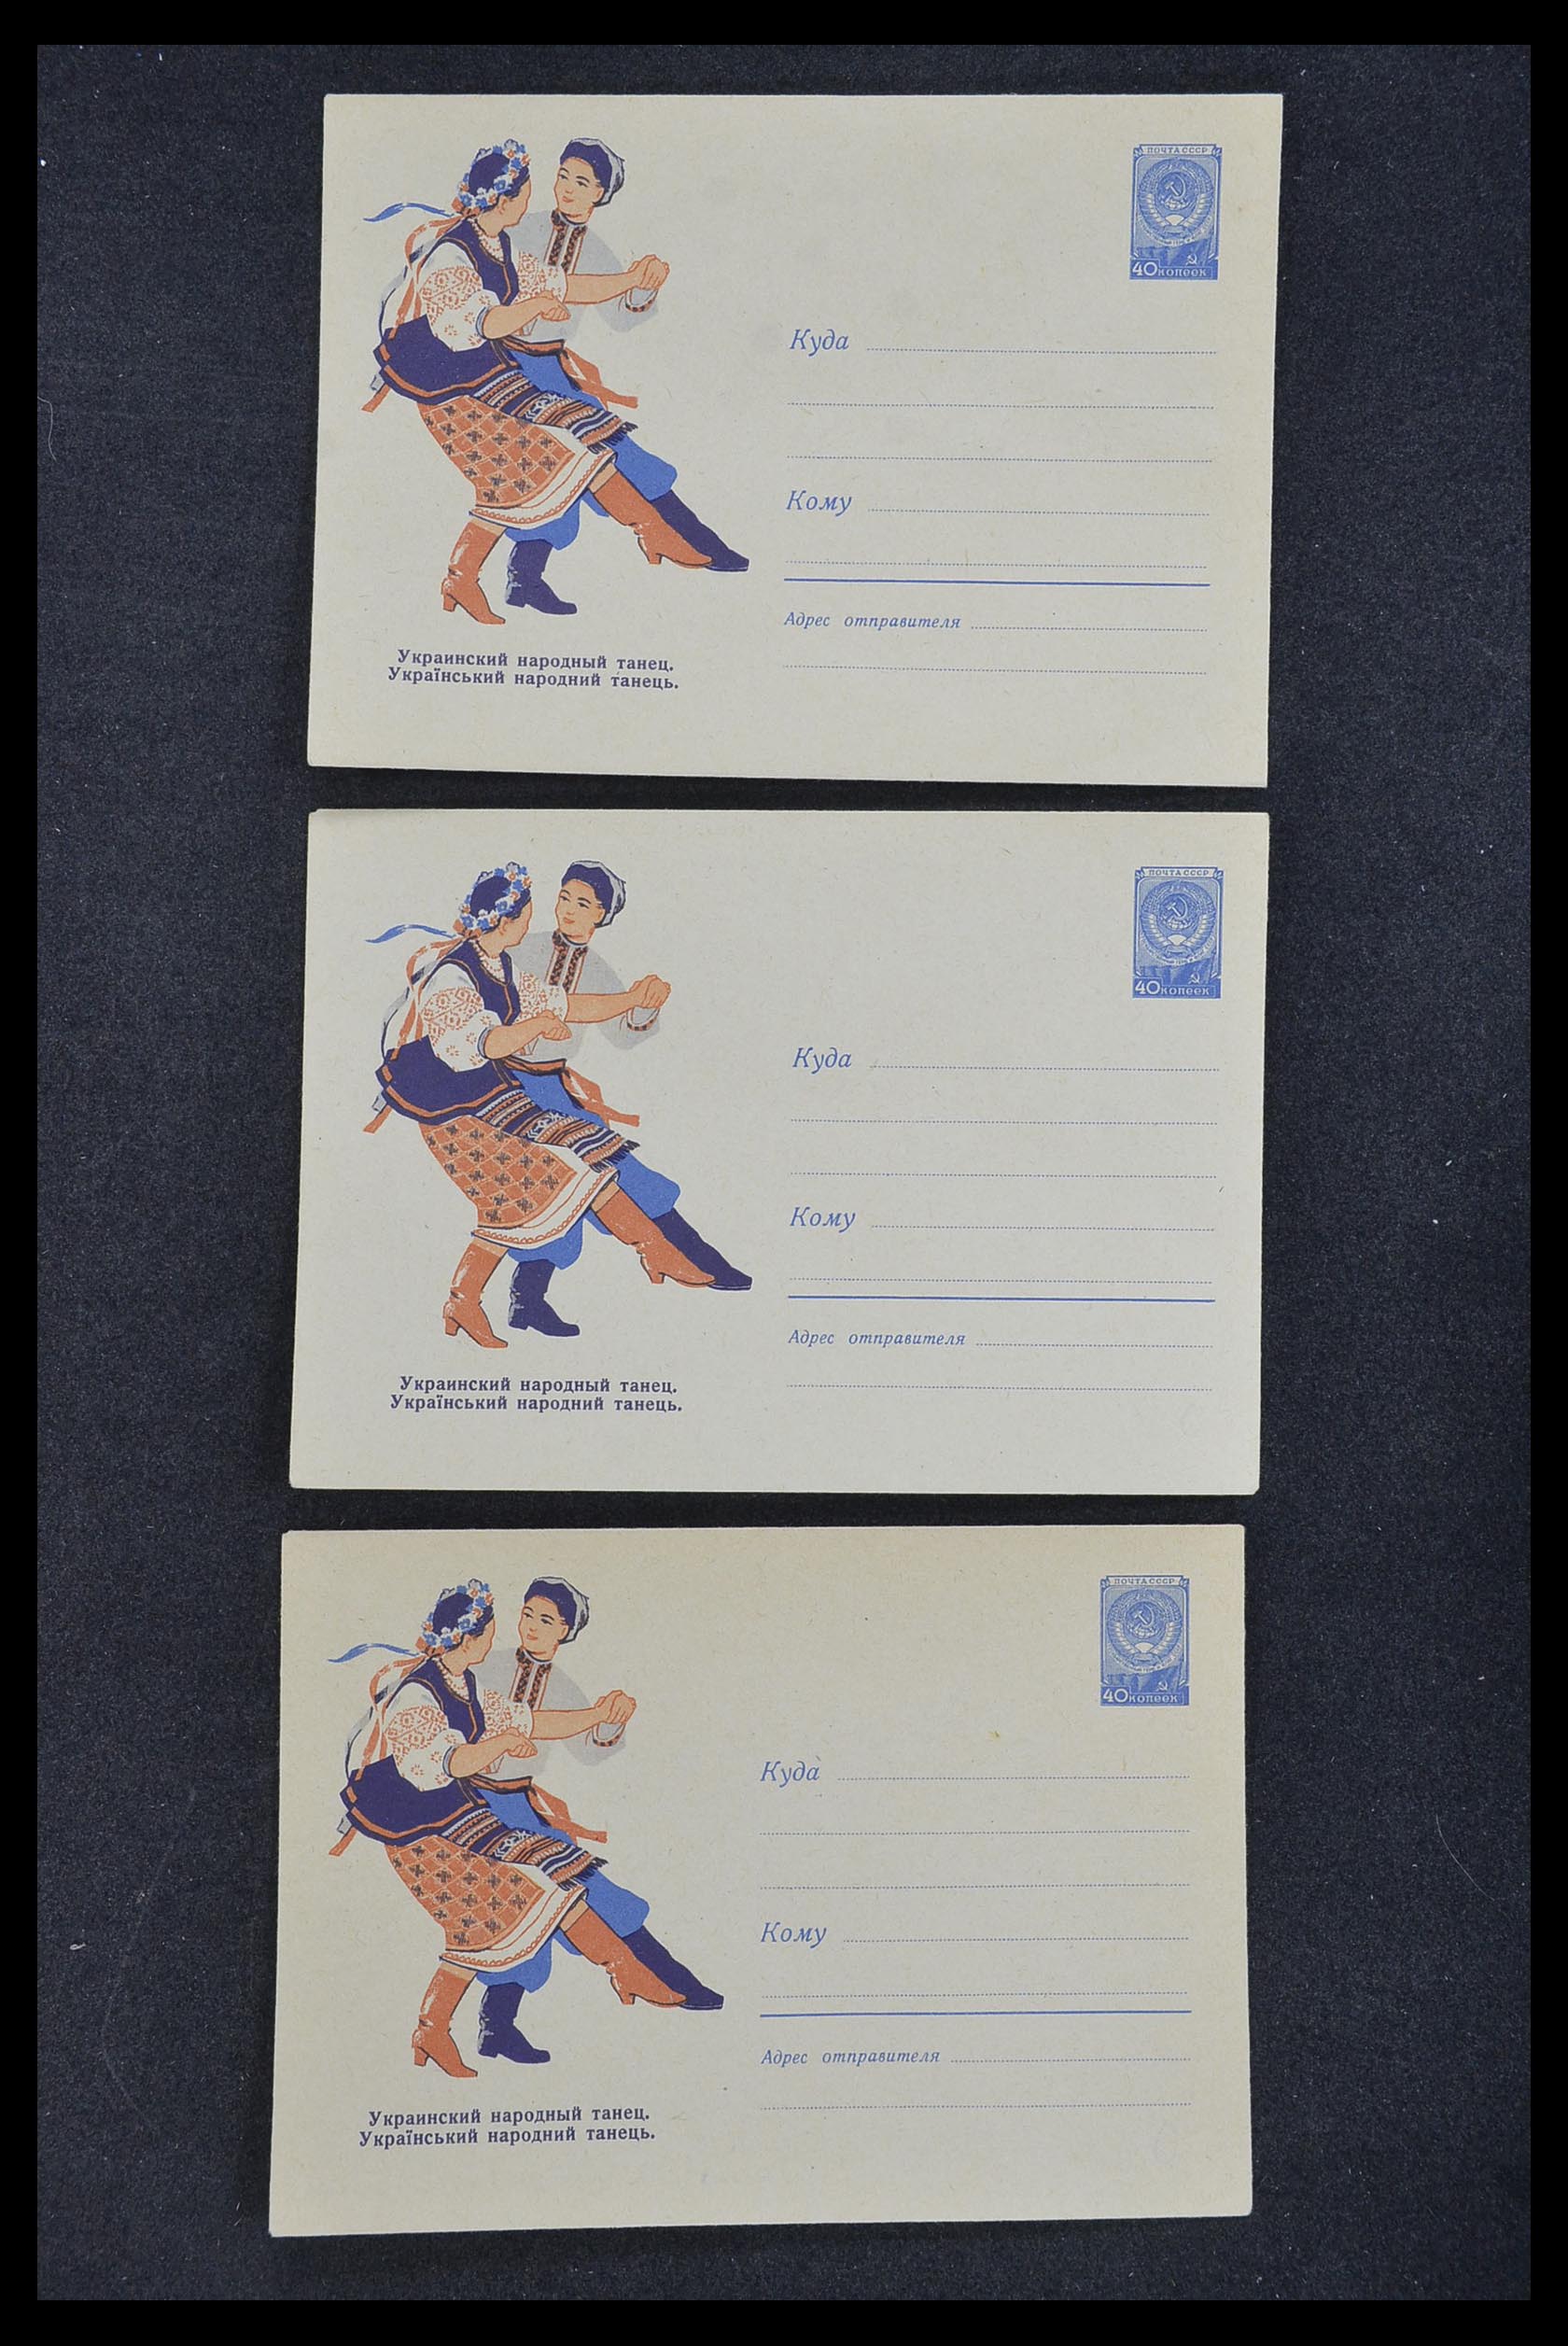 ПОЧТА СССР
40 копеек
Куда
Кому
Адрес отправителя
Украинский народный танец.
Український народний танець.
ПОЧТА СССР
40 копеек
Куда
Кому
Адрес отправителя
Украинский народный танец.
Український народний танець.
ПОЧТА СССР
40 копеек
Куда
Кому
Адрес отправителя
Украинский народный танец.
Український народний танець.